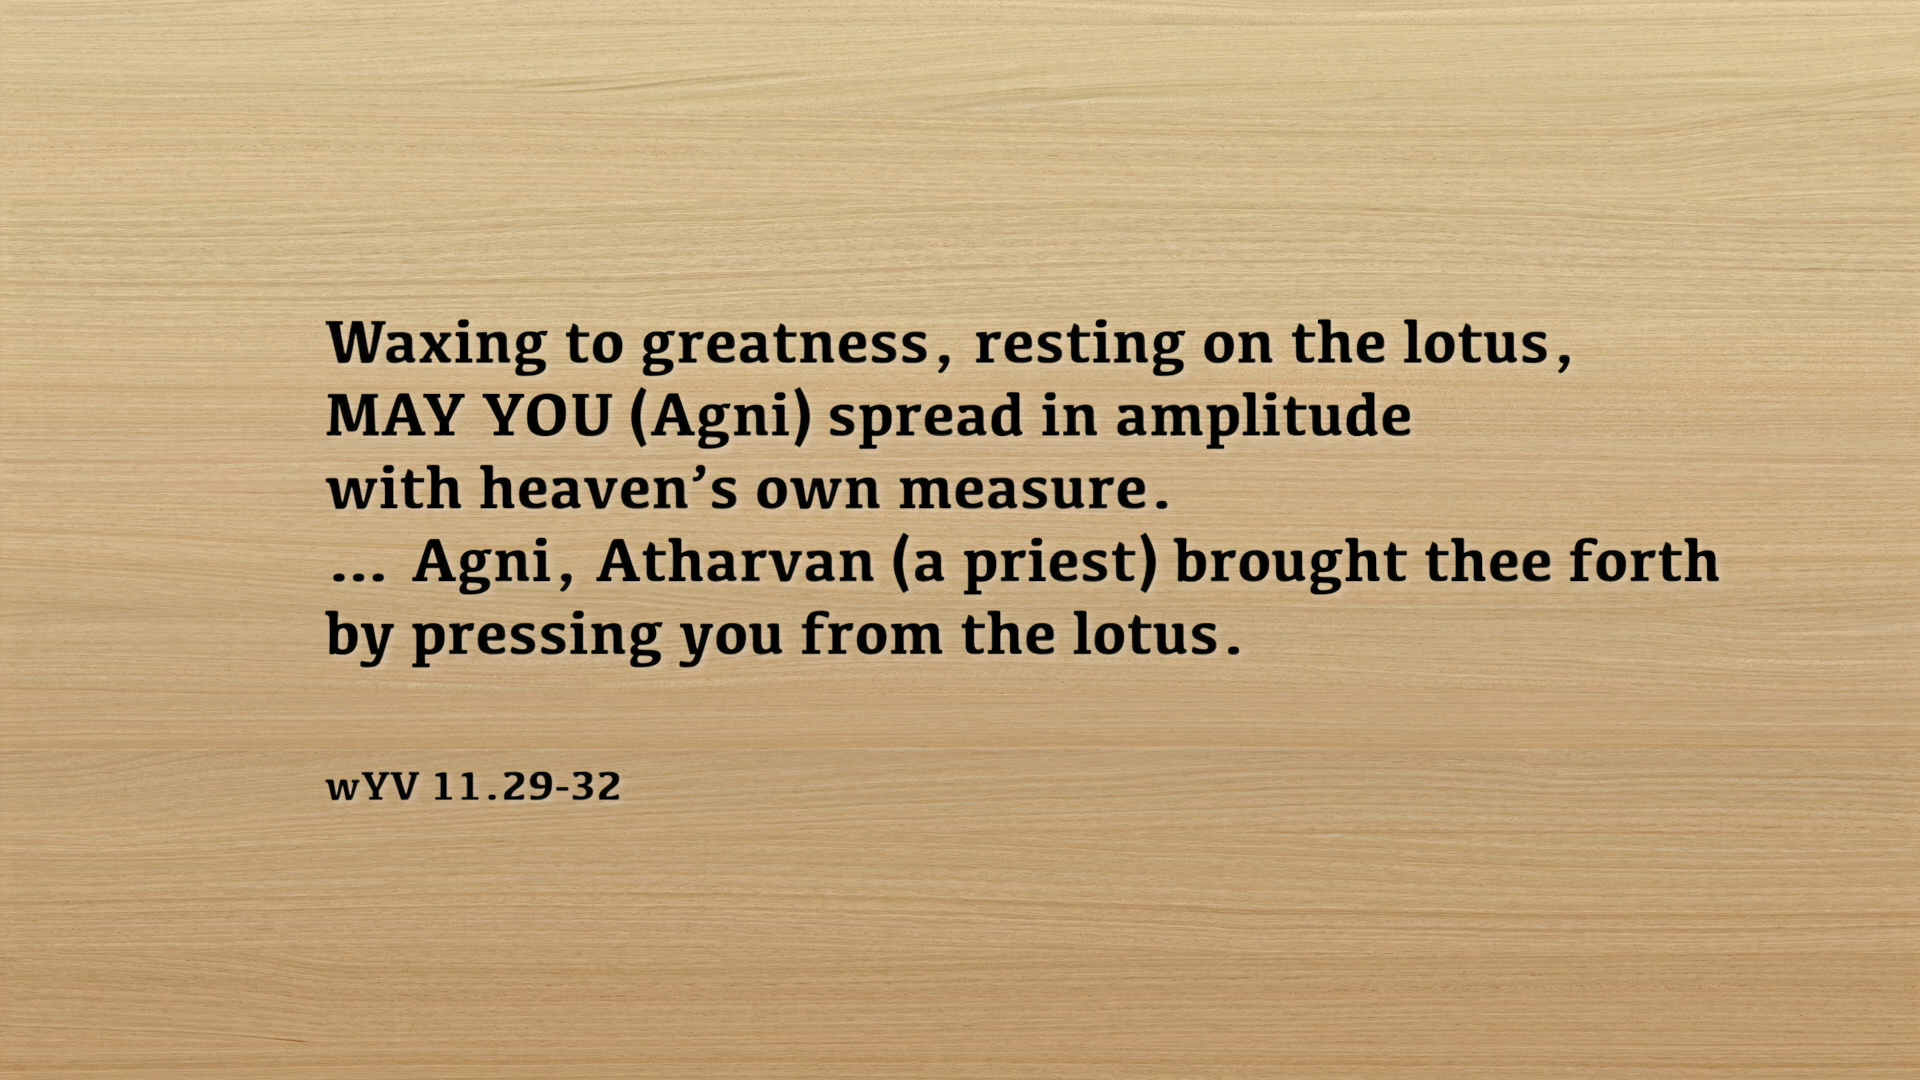 Waxing to greatness, resting on the lotus,
MAY YOU (Agni) spread in amplitude
with heaven’s own measure.
... Agni, Atharvan (a priest) brought thee forth
by pressing you from the lotus.
wYV 11.29-32